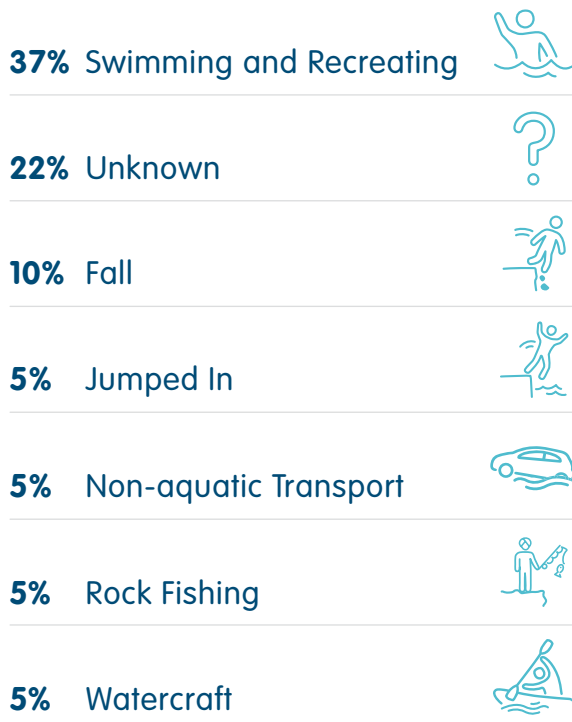 37% Swimming and Recreating
22% Unknown
10% Fall
5% Jumped In
5% Non-aquatic Transport
5% Rock Fishing
5% Watercraft